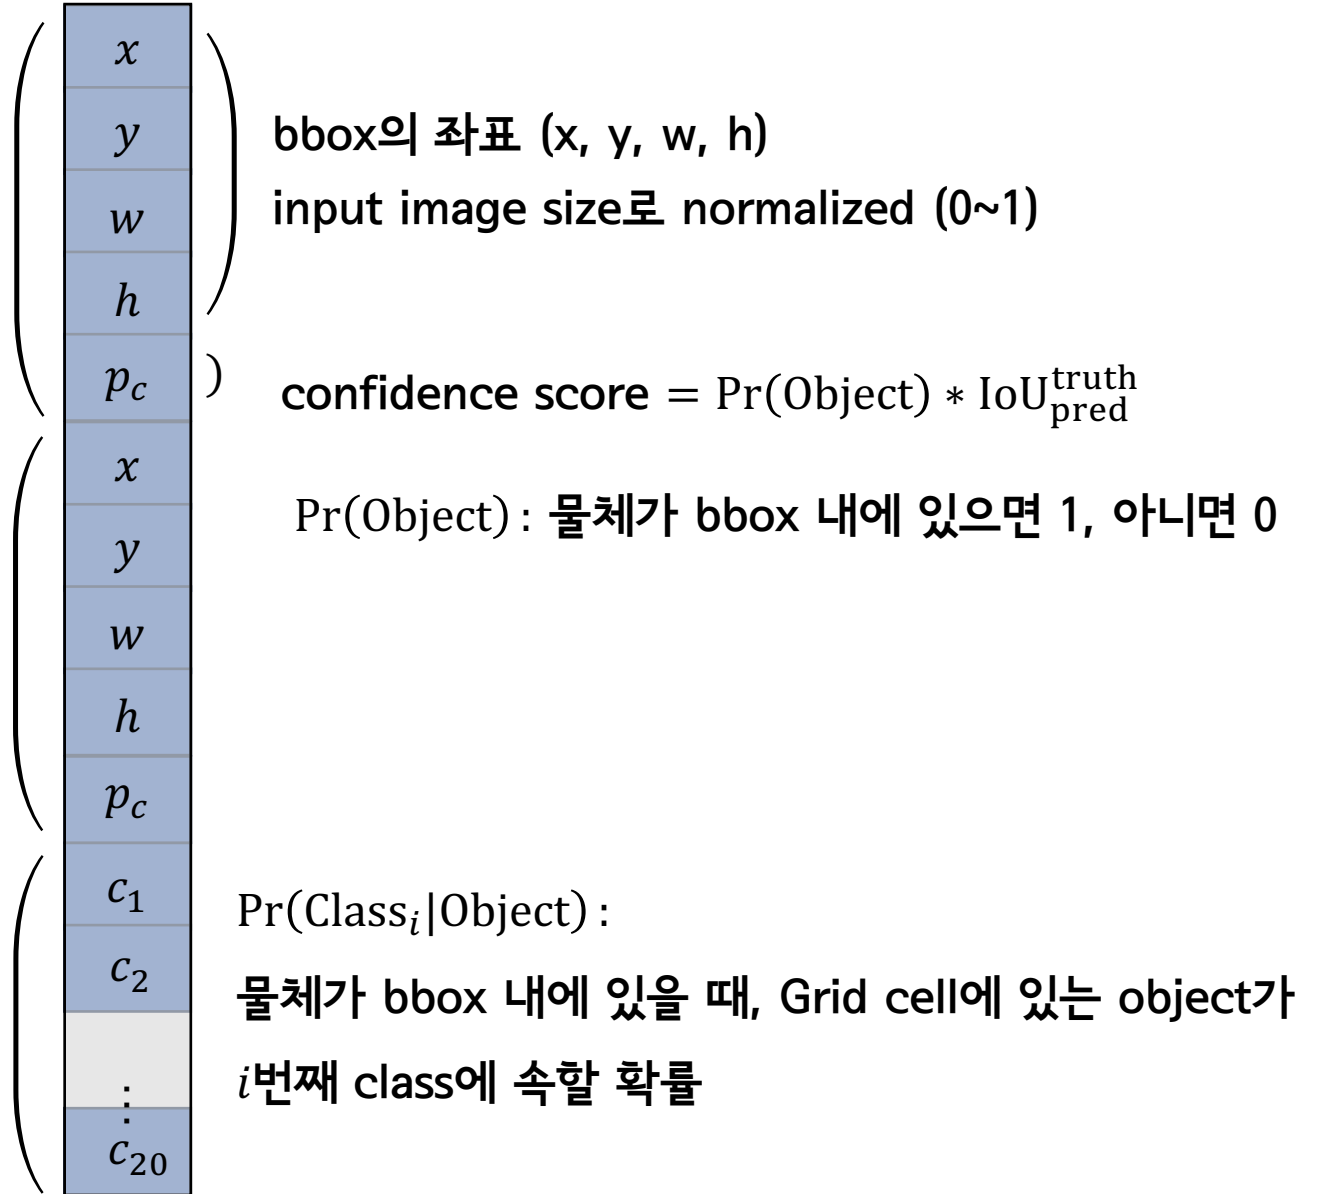 x
y
w
h
p_c
bbox의 좌표 (x, y, w, h)
input image size로 normalized (0~1)
confidence score = Pr(Object) ∗ IoU_pred^truth
x
y
w
h
p_c
Pr(Object) : 물체가 bbox 내에 있으면 1, 아니면 0
c_1
c_2
⋮
c_20
Pr(Class_i|Object) :
물체가 bbox 내에 있을 때, Grid cell에 있는 object가
i번째 class에 속할 확률